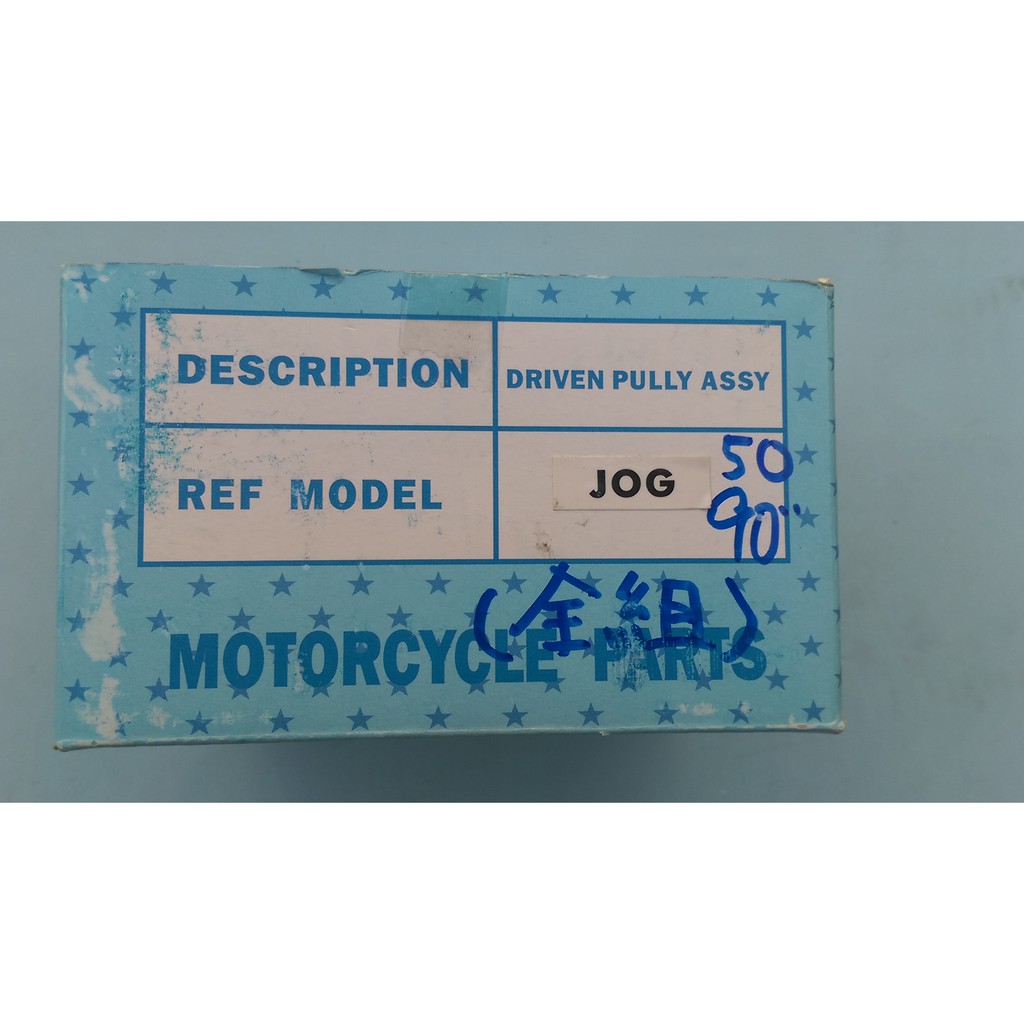 DESCRIPTION DRIVEN PULLY ASSY
REF MODEL JOG 50
90
(全組)
MOTORCYCLE PARTS